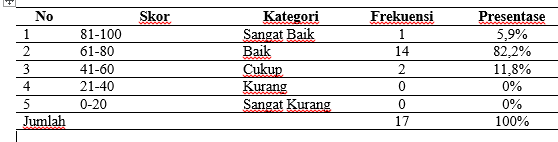 No Skor Kategori Frekuensi Presentase
1 81-100 Sangat Baik 1 5,9%
2 61-80 Baik 14 82,2%
3 41-60 Cukup 2 11,8%
4 21-40 Kurang 0 0%
5 0-20 Sangat Kurang 0 0%
Jumlah 17 100%